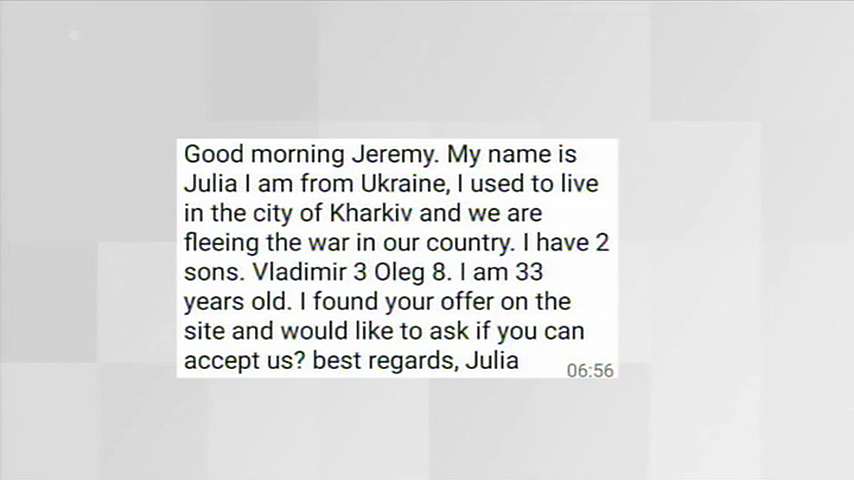 Good morning Jeremy. My name is
Julia I am from Ukraine, I used to live
in the city of Kharkiv and we are
fleeing the war in our country. I have 2
sons. Vladimir 3 Oleg 8. I am 33
years old. I found your offer on the
site and would like to ask if you can
accept us? best regards, Julia
06:56